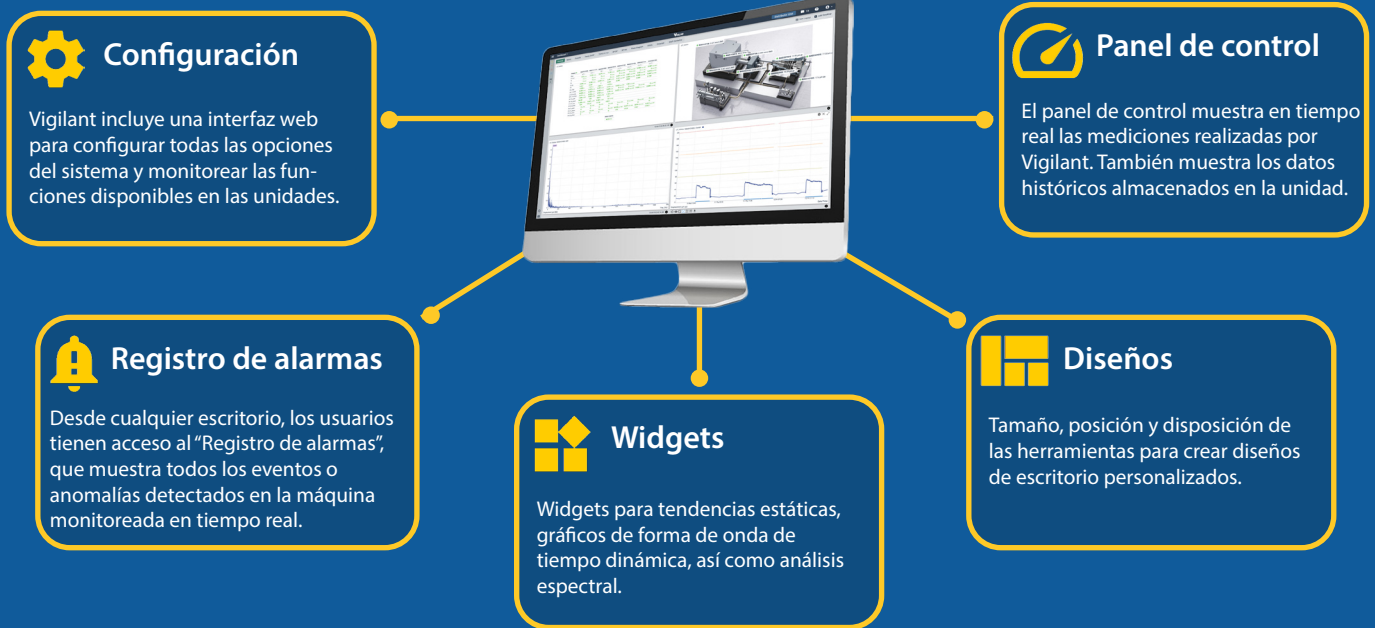 Configuración
Vigilant incluye una interfaz web
para configurar todas las opciones
del sistema y monitorear las fun-
ciones disponibles en las unidades.
Panel de control
El panel de control muestra en tiempo
real las mediciones realizadas por
Vigilant. También muestra los datos
históricos almacenados en la unidad.
Registro de alarmas
Desde cualquier escritorio, los usuarios
tienen acceso al “Registro de alarmas”,
que muestra todos los eventos o
anomalías detectados en la máquina
monitoreada en tiempo real.
Widgets
Widgets para tendencias estáticas,
gráficos de forma de onda de
tiempo dinámica, así como análisis
espectral.
Diseños
Tamaño, posición y disposición de
las herramientas para crear diseños
de escritorio personalizados.